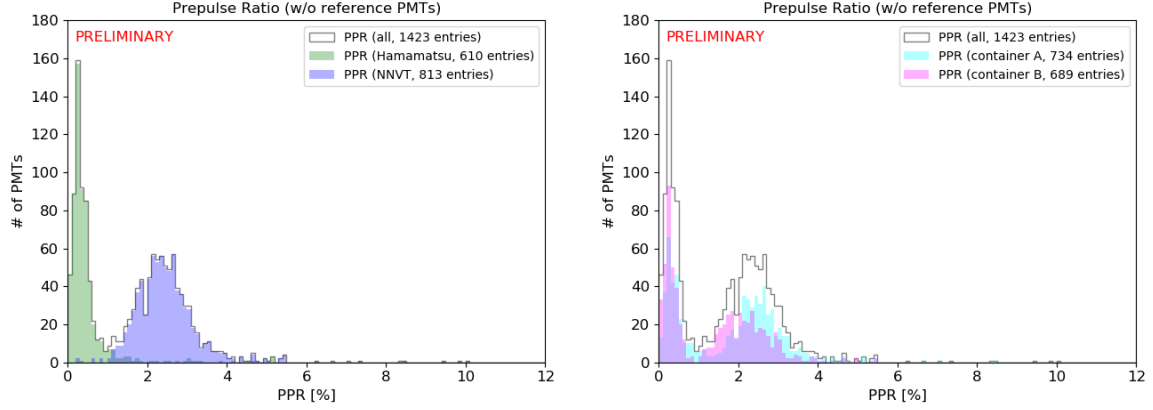 Prepulse Ratio (w/o reference PMTs)
PRELIMINARY
PPR (all, 1423 entries)
PPR (Hamamatsu, 610 entries)
PPR (NNVT, 813 entries)
# of PMTs
180
160
140
120
100
80
60
40
20
0
0 2 4 6 8 10 12
PPR [%]
Prepulse Ratio (w/o reference PMTs)
PRELIMINARY
PPR (all, 1423 entries)
PPR (container A, 734 entries)
PPR (container B, 689 entries)
# of PMTs
180
160
140
120
100
80
60
40
20
0
0 2 4 6 8 10 12
PPR [%]